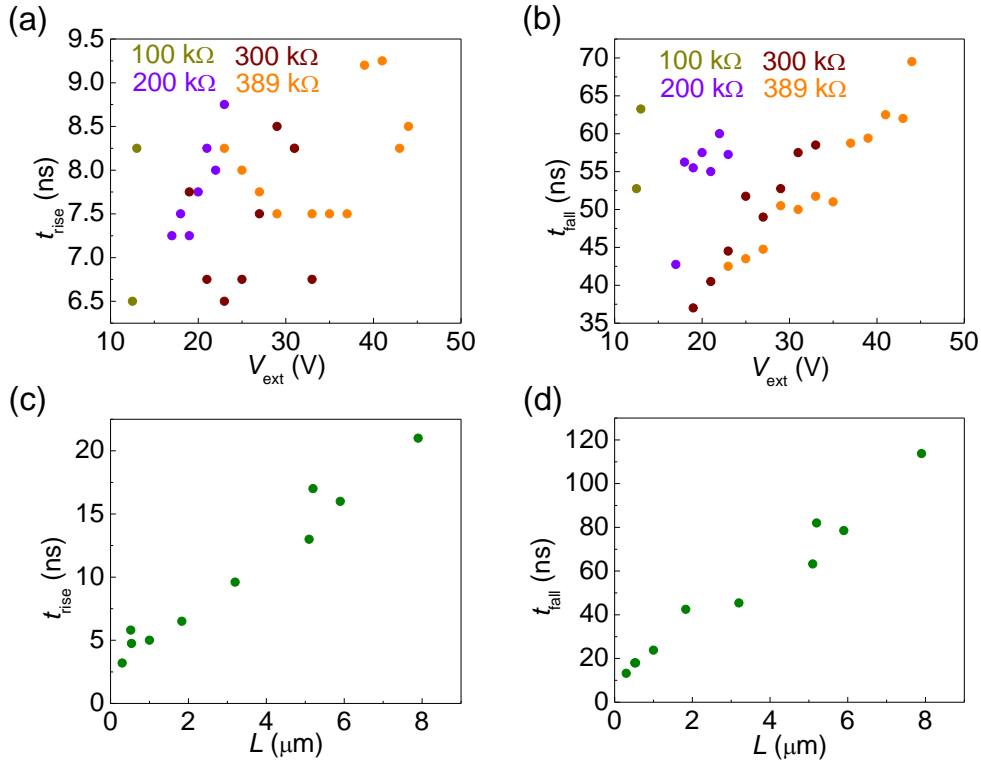 (a)
9.5
9.0
8.5
8.0
7.5
7.0
6.5
t_rise (ns)
100 kΩ 300 kΩ
200 kΩ 389 kΩ
10 20 30 40 50
V_ext (V)
(b)
70
65
60
55
50
45
40
35
t_fall (ns)
100 kΩ 300 kΩ
200 kΩ 389 kΩ
10 20 30 40 50
V_ext (V)
(c)
20
15
10
5
0
t_rise (ns)
0 2 4 6 8
L (μm)
(d)
120
100
80
60
40
20
0
t_fall (ns)
0 2 4 6 8
L (μm)